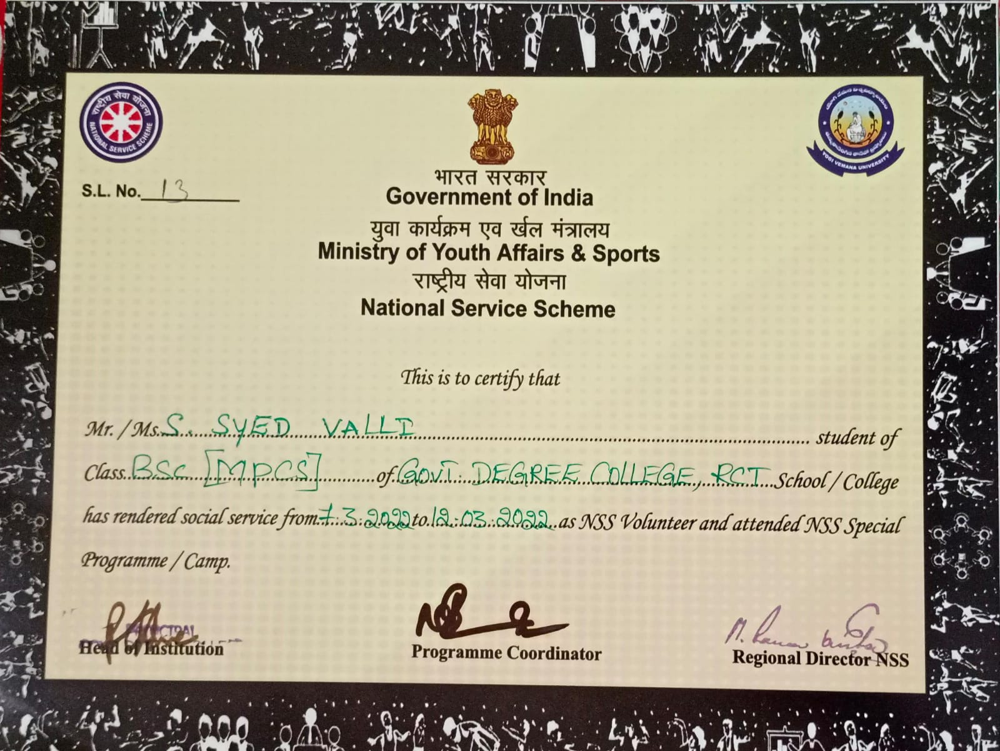 राष्ट्रीय सेवा योजना
NATIONAL SERVICE SCHEME
YOGI VEMANA UNIVERSITY
S.L. No. 13
भारत सरकार
Government of India
युवा कार्यक्रम एव र्खल मंत्रालय
Ministry of Youth Affairs & Sports
राष्ट्रीय सेवा योजना
National Service Scheme
This is to certify that
Mr. / Ms. S. SYED VALLI student of
Class BSc [MPCS] of GOVT. DEGREE COLLEGE, RCT School / College
has rendered social service from 7.3.2022 to 12.03.2022 as NSS Volunteer and attended NSS Special
Programme / Camp.
PRINCIPAL
Head of Institution
Programme Coordinator
Regional Director NSS